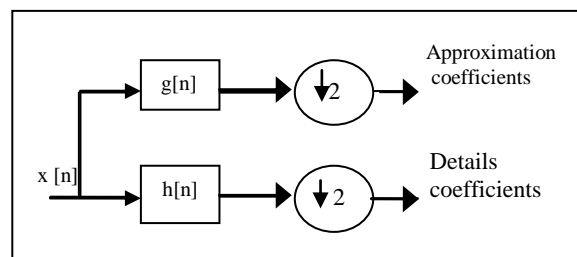 Approximation
coefficients
g[n]
↓2
x [n]
Details
coefficients
h[n]
↓ 2